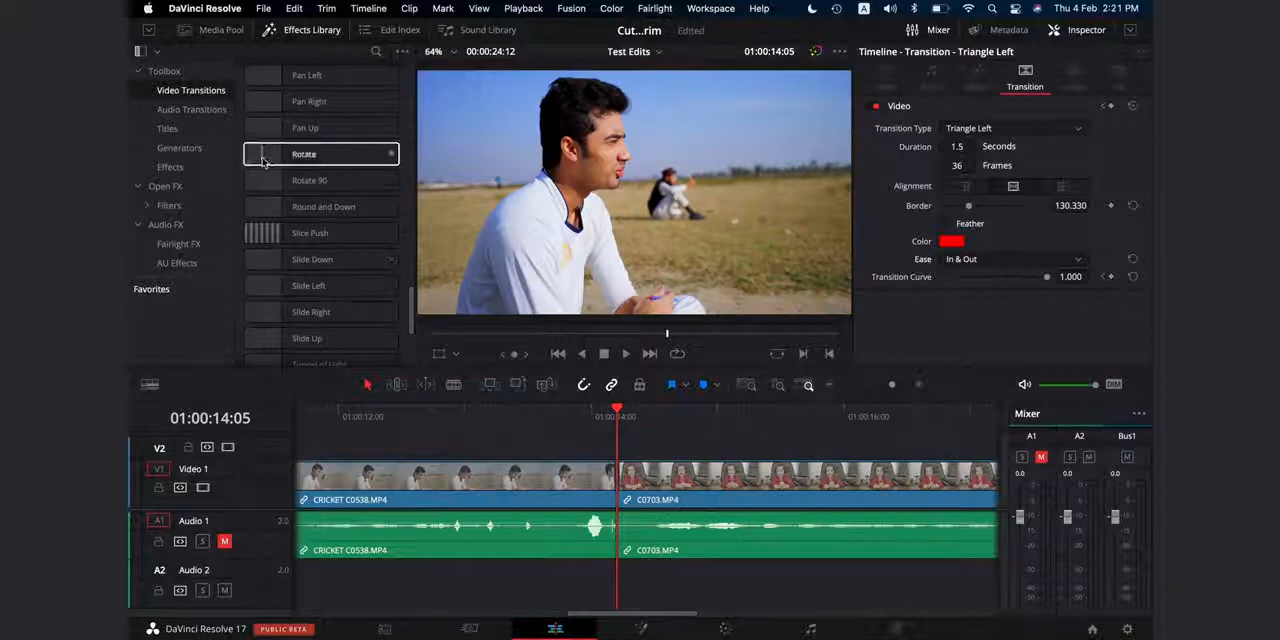 DaVinci Resolve File Edit Trim Timeline Clip Mark View Playback Fusion Color Fairlight Workspace Help A Thu 4 Feb 2:21 PM
Media Pool Effects Library Edit Index Sound Library Cut...rim Edited Mixer Metadata Inspector
64% 00:00:24:12 Test Edits 01:00:14:05 Timeline - Transition - Triangle Left
Toolbox
Video Transitions
Audio Transitions
Titles
Generators
Effects
Open FX
Filters
Audio FX
Fairlight FX
AU Effects
Favorites
Pan Left
Pan Right
Pan Up
Rotate
Rotate 90
Round and Down
Slice Push
Slide Down
Slide Left
Slide Right
Slide Up
Transition
Video
Transition Type Triangle Left
Duration 1.5 Seconds
36 Frames
Alignment
Border 130.330
Feather
Color
Ease In & Out
Transition Curve 1.000
DIM
01:00:14:05
01:00:12:00 01:00:14:00 01:00:16:00
V2
V1 Video 1
CRICKET C0538.MP4 C0703.MP4
A1 Audio 1 2.0
S M
CRICKET C0538.MP4 C0703.MP4
A2 Audio 2 2.0
S M
Mixer
A1 A2 Bus1
S M S M M
0.0 0.0 0.0
DaVinci Resolve 17 PUBLIC BETA